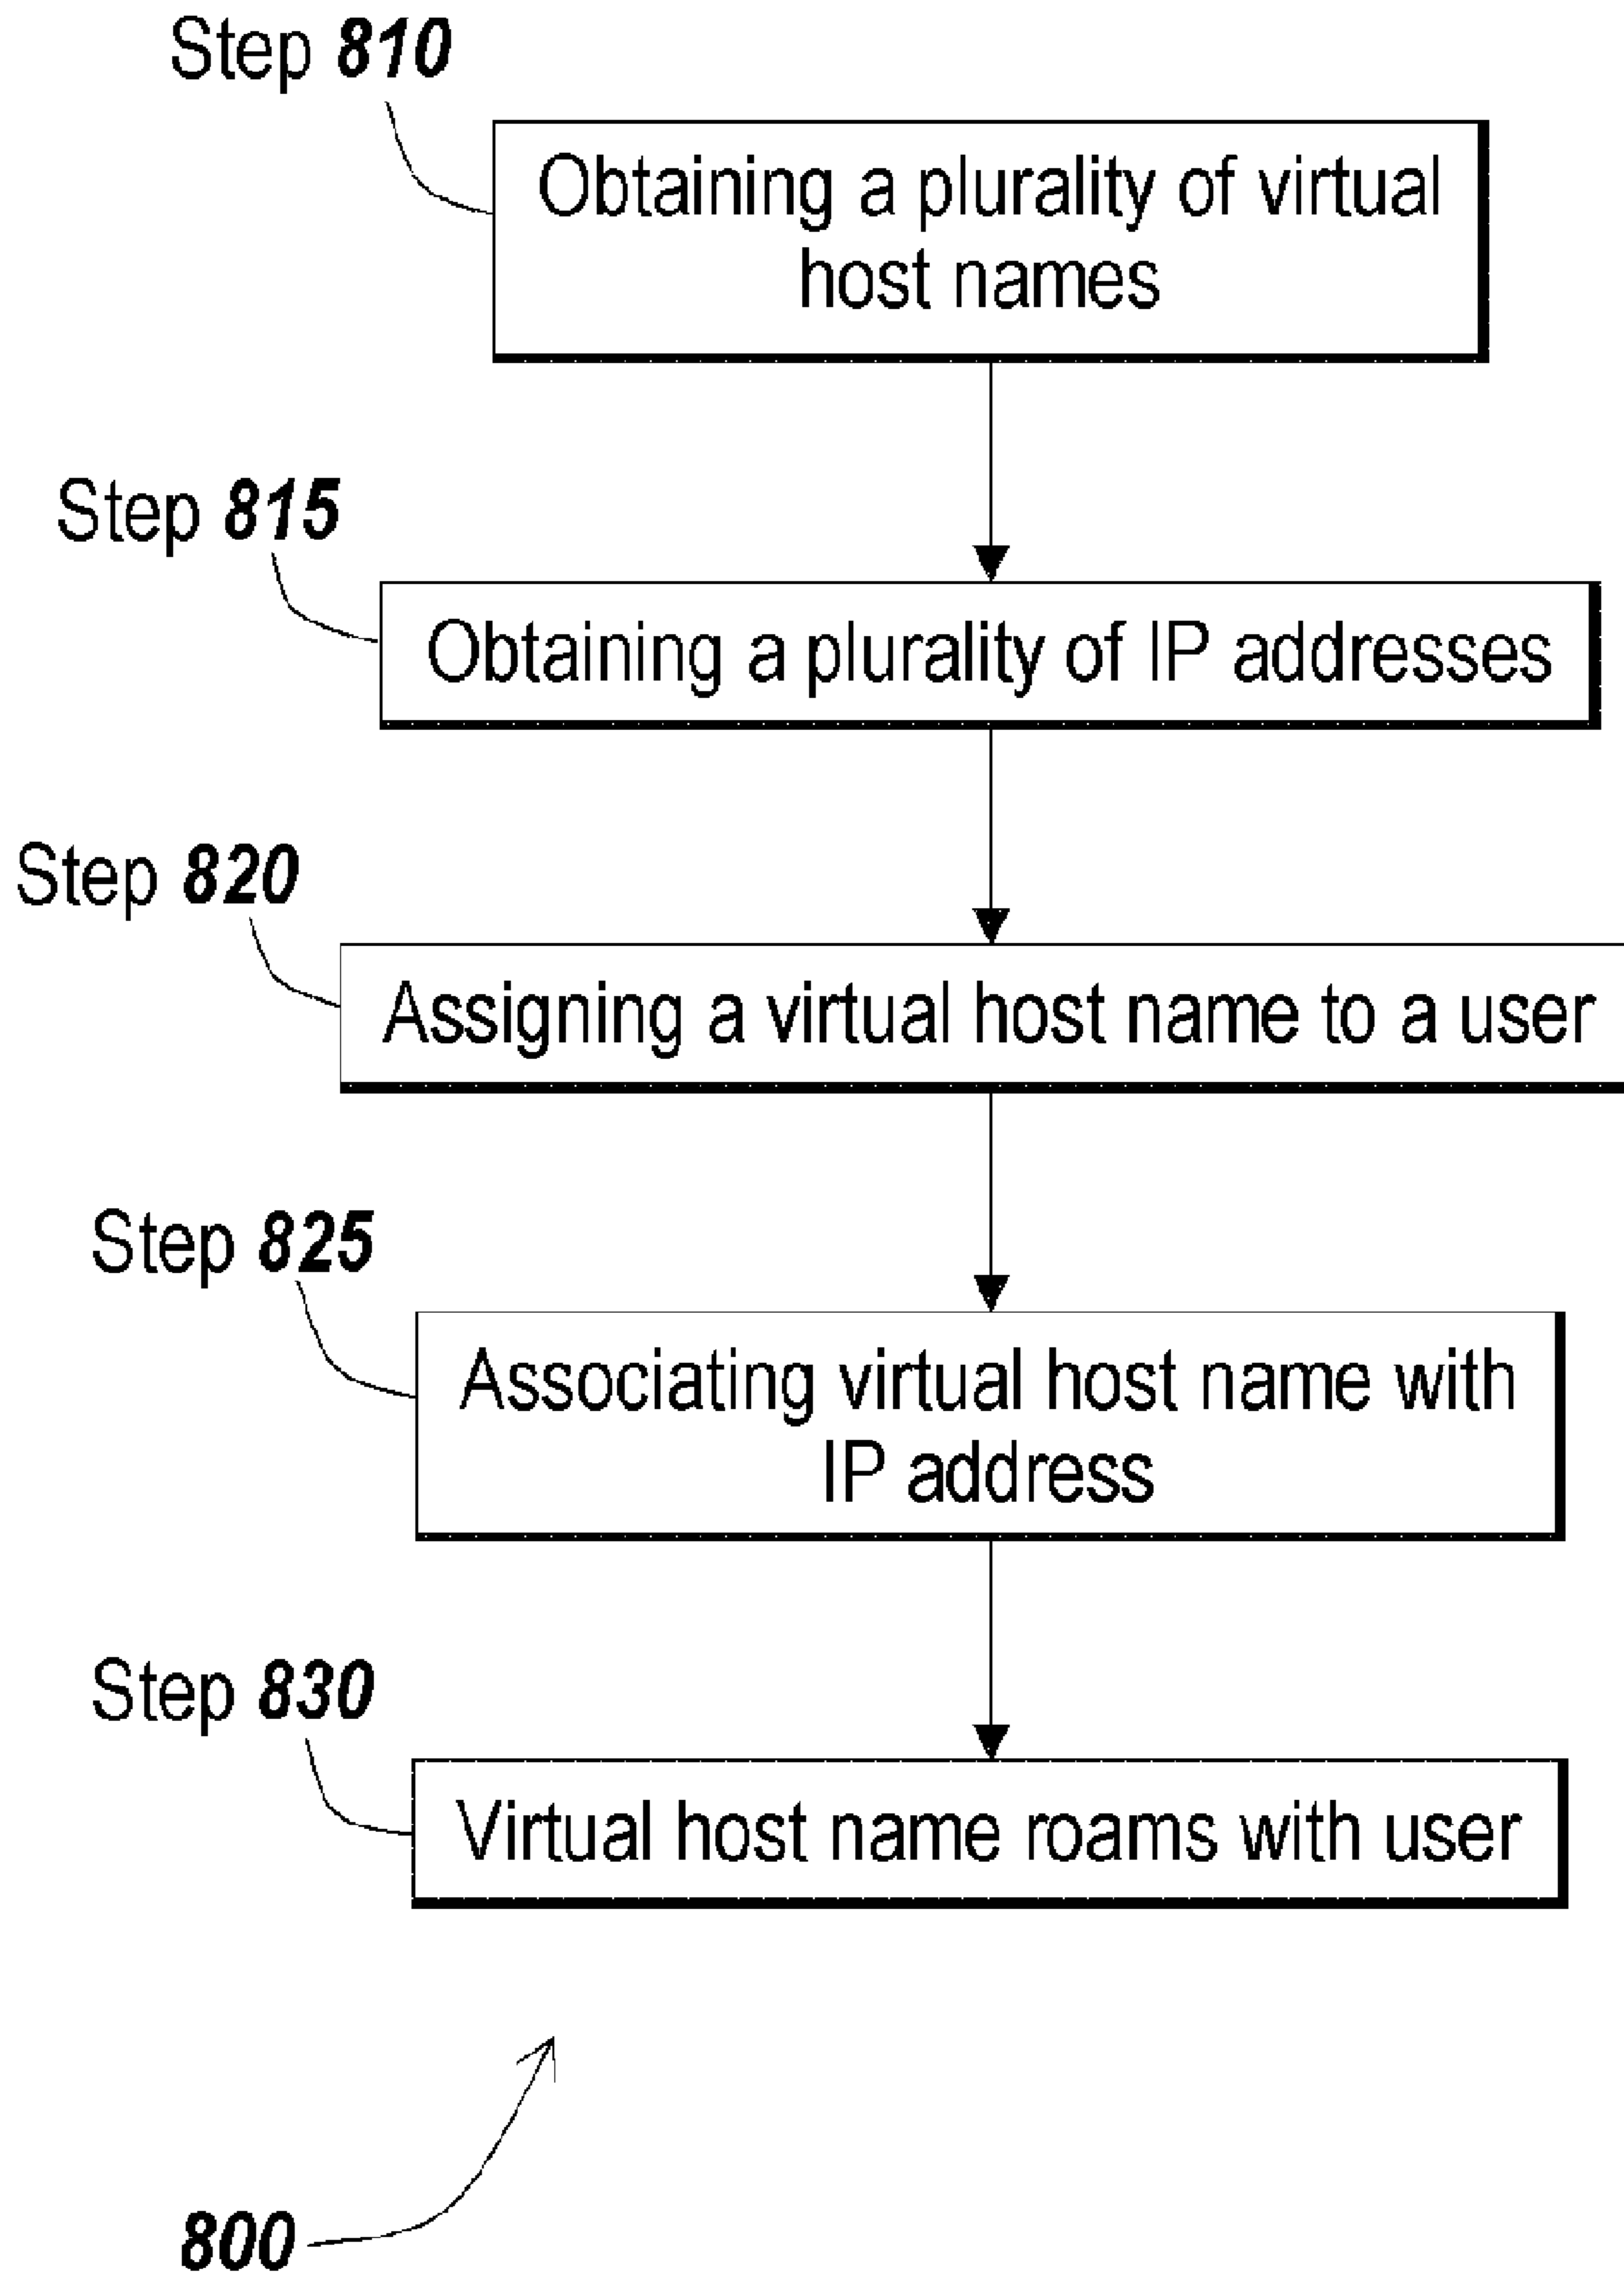 Step 810
Obtaining a plurality of virtual
host names
Step 815
Obtaining a plurality of IP addresses
Step 820
Assigning a virtual host name to a user
Step 825
Associating virtual host name with
IP address
Step 830
Virtual host name roams with user
800